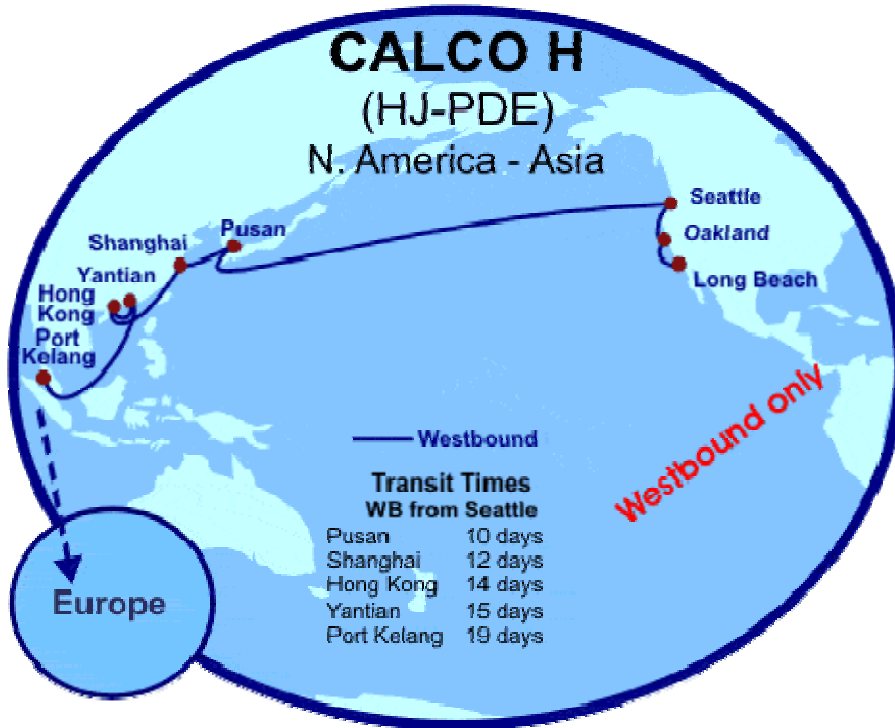 CALCO H
(HJ-PDE)
N. America - Asia
Seattle
Oakland
Long Beach
Pusan
Shanghai
Yantian
Hong
Kong
Port
Kelang
Westbound only
Westbound
Transit Times
WB from Seattle
Pusan 10 days
Shanghai 12 days
Hong Kong 14 days
Yantian 15 days
Port Kelang 19 days
Europe